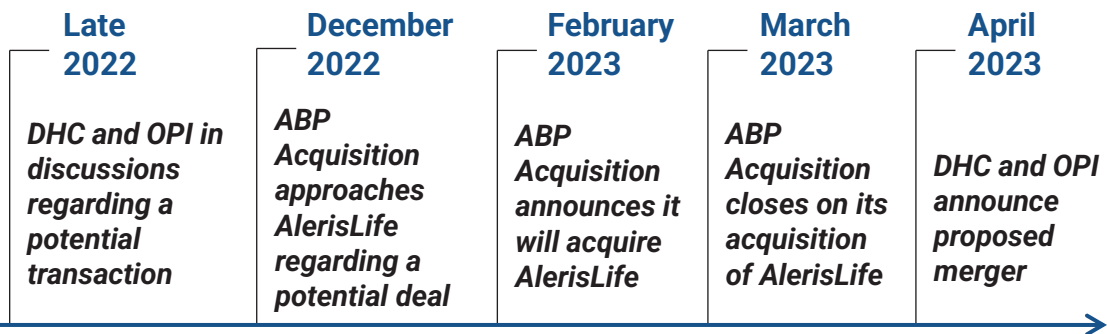 Late
2022
DHC and OPI in
discussions
regarding a
potential
transaction
December
2022
ABP
Acquisition
approaches
AlerisLife
regarding a
potential deal
February
2023
ABP
Acquisition
announces it
will acquire
AlerisLife
March
2023
ABP
Acquisition
closes on its
acquisition
of AlerisLife
April
2023
DHC and OPI
announce
proposed
merger